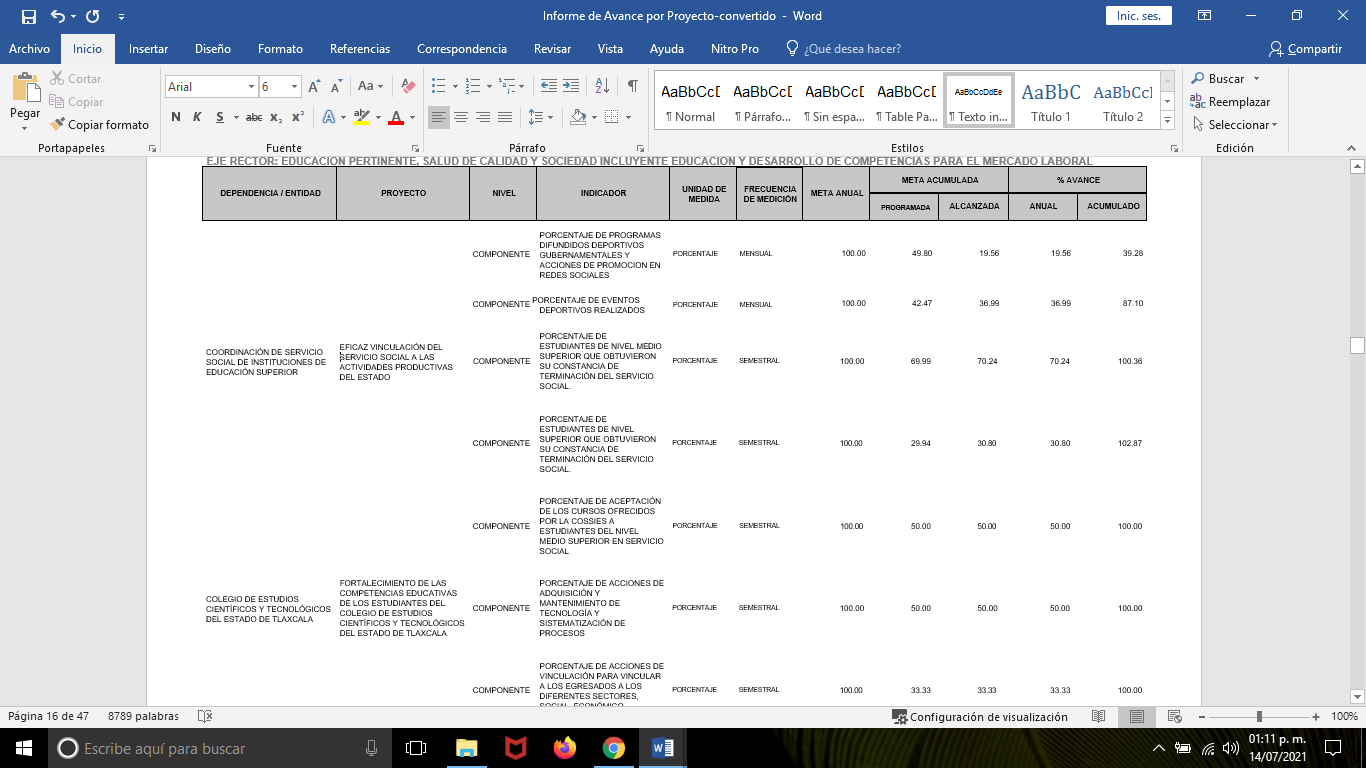 Informe de Avance por Proyecto-convertido - Word
Inic. ses.
Archivo Inicio Insertar Diseño Formato Referencias Correspondencia Revisar Vista Ayuda Nitro Pro ¿Qué desea hacer? Compartir
Pegar
Cortar
Copiar
Copiar formato
Portapapeles
Arial 6
N K S abc x₂ x²
Fuente
Párrafo
AaBbCcI AaBbCcI AaBbCcI AaBbCcI AaBbCcDdEe AaBbC AaBbCcI
¶ Normal ¶ Párrafo... ¶ Sin espa... ¶ Table Pa... ¶ Texto in... Título 1 Título 2
Estilos
Buscar
Reemplazar
Seleccionar
Edición
EJE RECTOR: EDUCACION PERTINENTE, SALUD DE CALIDAD Y SOCIEDAD INCLUYENTE EDUCACION Y DESARROLLO DE COMPETENCIAS PARA EL MERCADO LABORAL
DEPENDENCIA / ENTIDAD
PROYECTO
NIVEL
INDICADOR
UNIDAD DE
MEDIDA
FRECUENCIA
DE MEDICIÓN
META ANUAL
META ACUMULADA
PROGRAMADA
ALCANZADA
% AVANCE
ANUAL
ACUMULADO
COMPONENTE
PORCENTAJE DE PROGRAMAS
DIFUNDIDOS DEPORTIVOS
GUBERNAMENTALES Y
ACCIONES DE PROMOCION EN
REDES SOCIALES
PORCENTAJE MENSUAL 100.00 49.80 19.56 19.56 39.28
COMPONENTE
PORCENTAJE DE EVENTOS
DEPORTIVOS REALIZADOS
PORCENTAJE MENSUAL 100.00 42.47 36.99 36.99 87.10
COORDINACIÓN DE SERVICIO
SOCIAL DE INSTITUCIONES DE
EDUCACIÓN SUPERIOR
EFICAZ VINCULACIÓN DEL
SERVICIO SOCIAL A LAS
ACTIVIDADES PRODUCTIVAS
DEL ESTADO
COMPONENTE
PORCENTAJE DE
ESTUDIANTES DE NIVEL MEDIO
SUPERIOR QUE OBTUVIERON
SU CONSTANCIA DE
TERMINACIÓN DEL SERVICIO
SOCIAL.
PORCENTAJE SEMESTRAL 100.00 69.99 70.24 70.24 100.36
COMPONENTE
PORCENTAJE DE
ESTUDIANTES DE NIVEL
SUPERIOR QUE OBTUVIERON
SU CONSTANCIA DE
TERMINACIÓN DEL SERVICIO
SOCIAL.
PORCENTAJE SEMESTRAL 100.00 29.94 30.80 30.80 102.87
COMPONENTE
PORCENTAJE DE ACEPTACIÓN
DE LOS CURSOS OFRECIDOS
POR LA COSSIES A
ESTUDIANTES DEL NIVEL
MEDIO SUPERIOR EN SERVICIO
SOCIAL
PORCENTAJE SEMESTRAL 100.00 50.00 50.00 50.00 100.00
COLEGIO DE ESTUDIOS
CIENTÍFICOS Y TECNOLÓGICOS
DEL ESTADO DE TLAXCALA
FORTALECIMIENTO DE LAS
COMPETENCIAS EDUCATIVAS
DE LOS ESTUDIANTES DEL
COLEGIO DE ESTUDIOS
CIENTÍFICOS Y TECNOLÓGICOS
DEL ESTADO DE TLAXCALA
COMPONENTE
PORCENTAJE DE ACCIONES DE
ADQUISICIÓN Y
MANTENIMIENTO DE
TECNOLOGÍA Y
SISTEMATIZACIÓN DE
PROCESOS
PORCENTAJE SEMESTRAL 100.00 50.00 50.00 50.00 100.00
COMPONENTE
PORCENTAJE DE ACCIONES DE
VINCULACIÓN PARA VINCULAR
A LOS EGRESADOS A LOS
DIFERENTES SECTORES,
SOCIAL, ECONÓMICO,
PORCENTAJE SEMESTRAL 100.00 33.33 33.33 33.33 100.00
Página 16 de 47 8789 palabras Configuración de visualización 100%
Escribe aquí para buscar
01:11 p. m.
14/07/2021